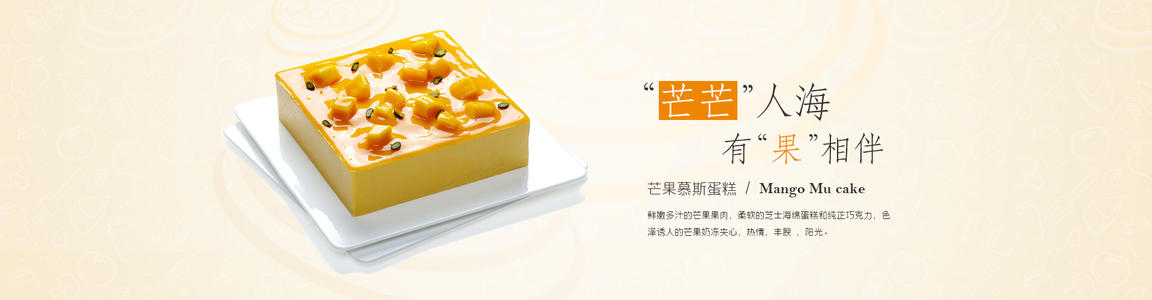 “芒芒”人海
有“果”相伴
芒果慕斯蛋糕 / Mango Mu cake
鲜嫩多汁的芒果果肉，柔软的芝士海绵蛋糕和纯正巧克力，色
泽诱人的芒果奶冻夹心，热情，丰腴 ，阳光。